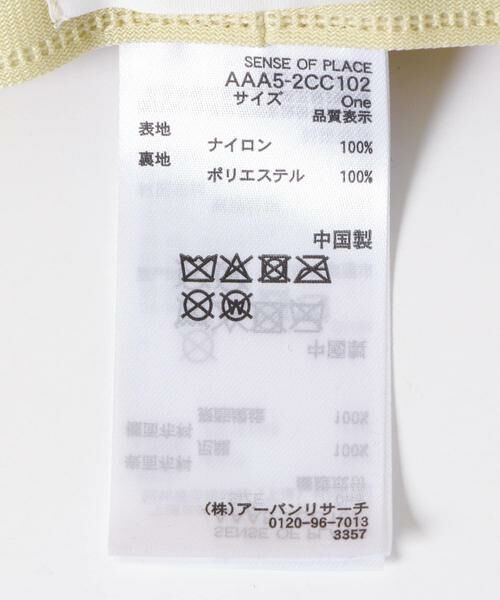 SENSE OF PLACE
AAA5-2CC102
サイズ One
品質表示
表地
ナイロン 100%
裏地
ポリエステル 100%
中国製
(株)アーバンリサーチ
0120-96-7013
3357